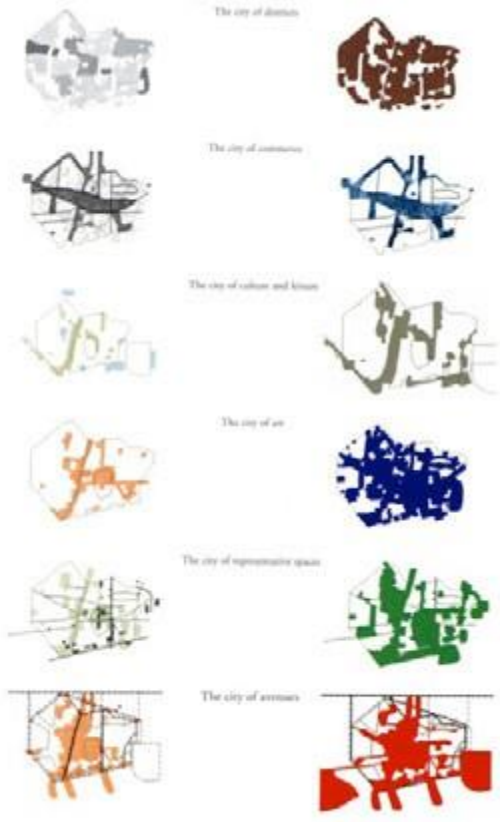 The city of districts
The city of commerce
The city of culture and leisure
The city of art
The city of representative spaces
The city of avenues